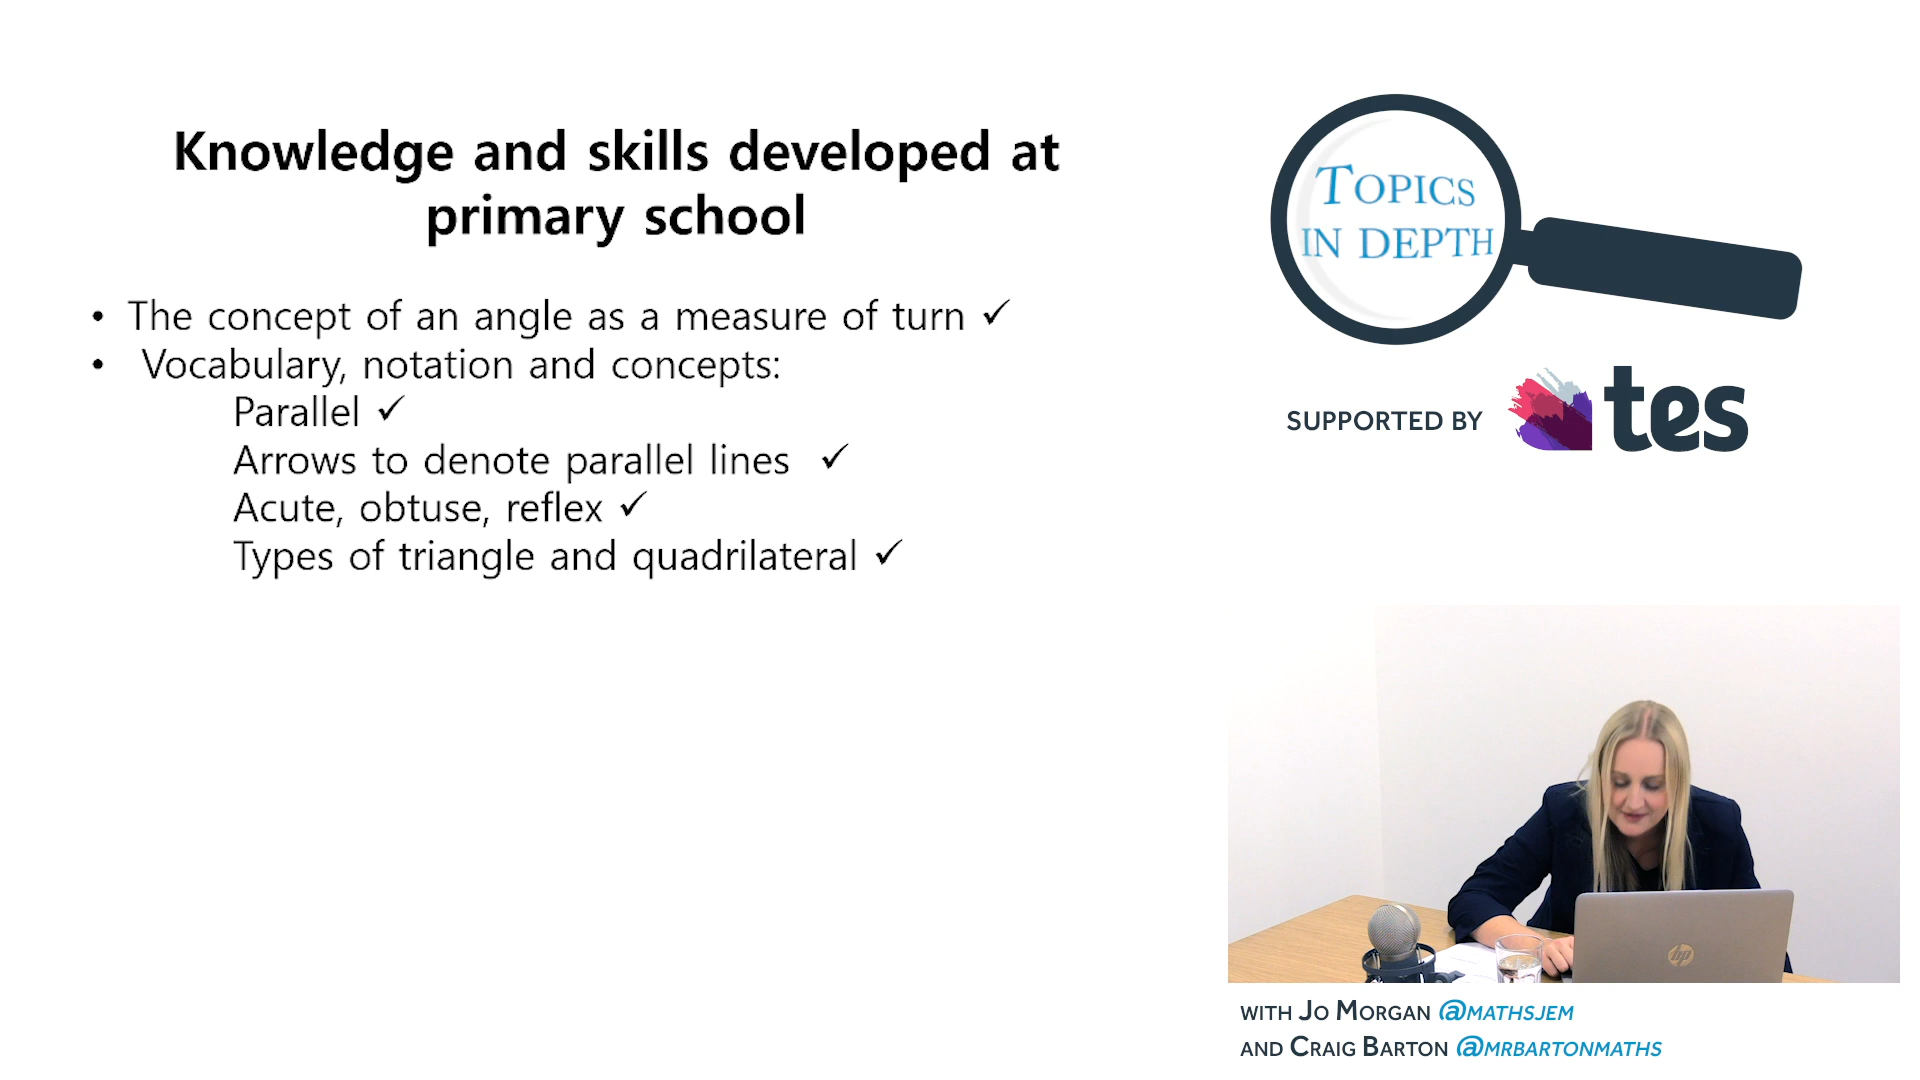 Knowledge and skills developed at
primary school
• The concept of an angle as a measure of turn ✓
• Vocabulary, notation and concepts:
Parallel ✓
Arrows to denote parallel lines ✓
Acute, obtuse, reflex ✓
Types of triangle and quadrilateral ✓
TOPICS
IN DEPTH
SUPPORTED BY tes
hp
WITH JO MORGAN @MATHSJEM
AND CRAIG BARTON @MRBARTONMATHS